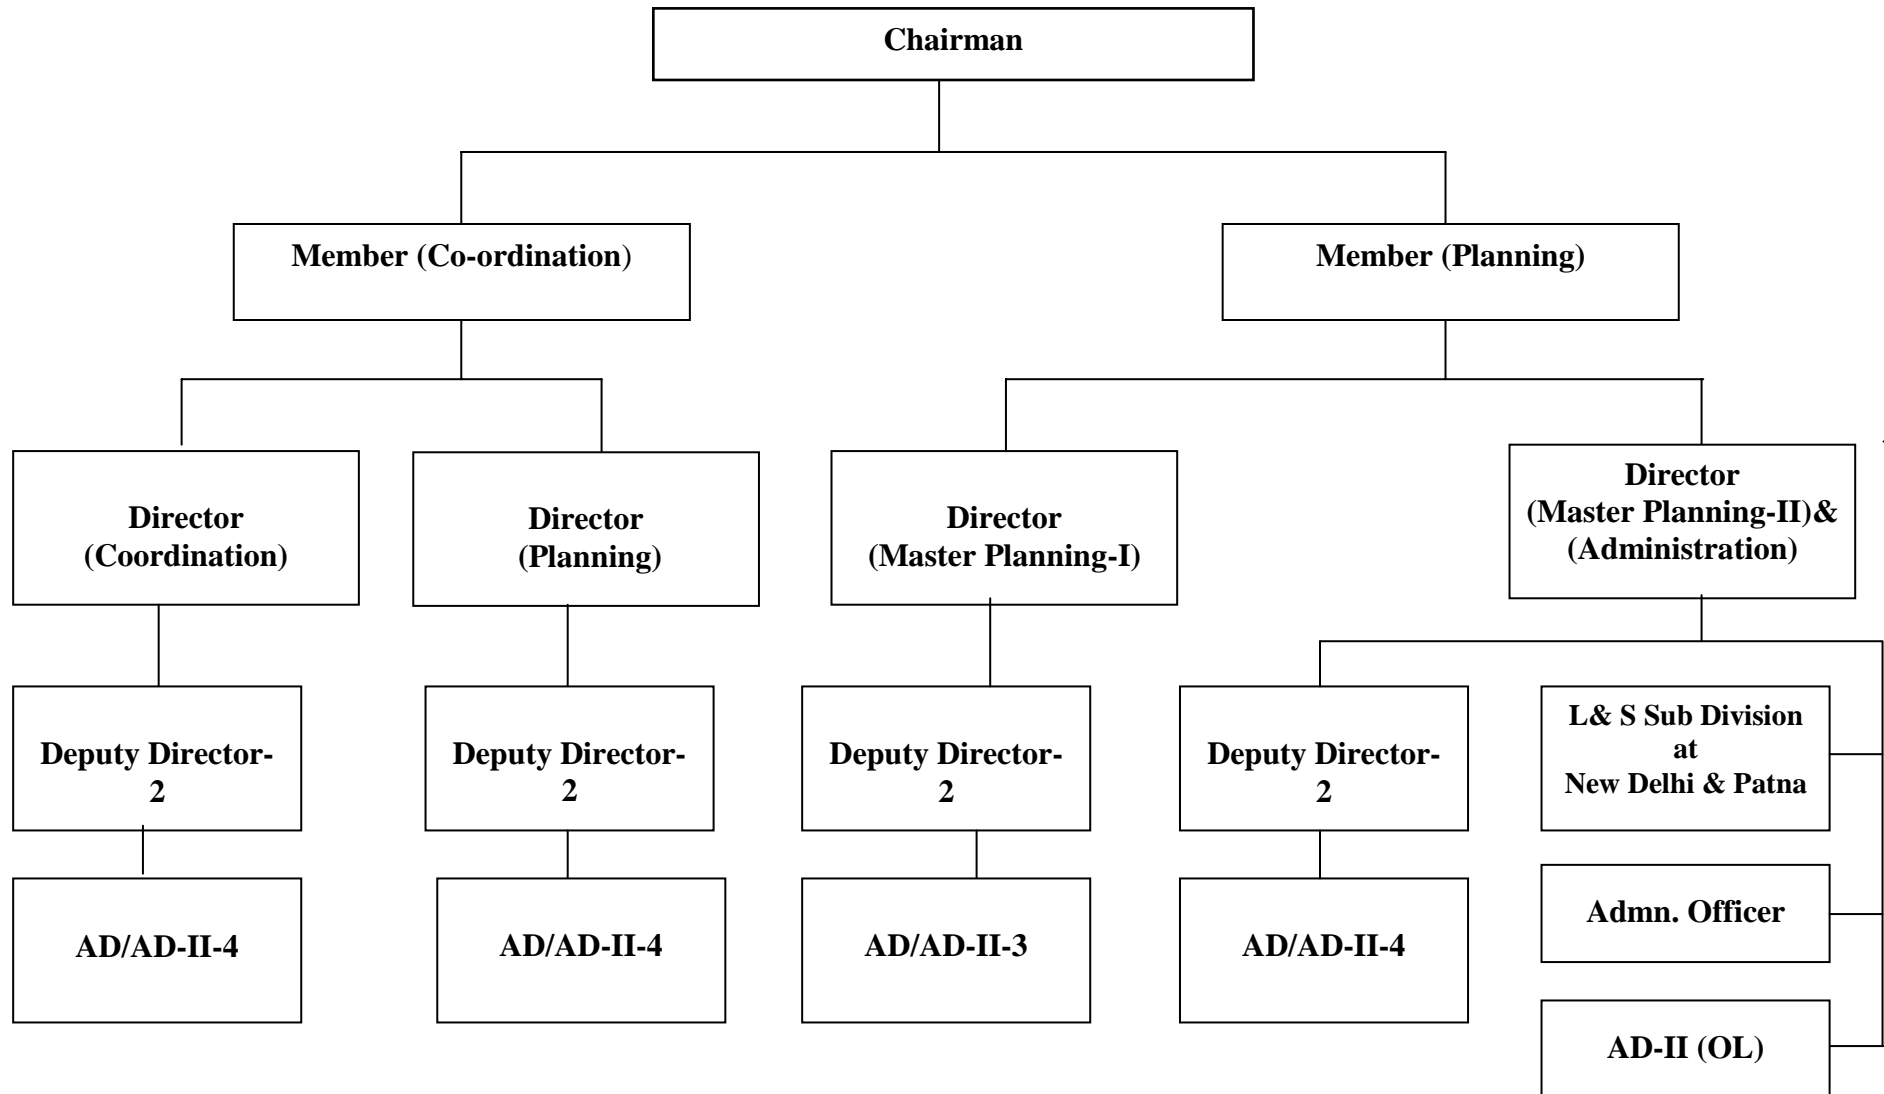 Chairman
Member (Co-ordination)
Member (Planning)
Director
(Coordination)
Director
(Planning)
Director
(Master Planning-I)
Director
(Master Planning-II)&
(Administration)
Deputy Director-
2
Deputy Director-
2
Deputy Director-
2
Deputy Director-
2
L& S Sub Division
at
New Delhi & Patna
AD/AD-II-4
AD/AD-II-4
AD/AD-II-3
AD/AD-II-4
Admn. Officer
AD-II (OL)